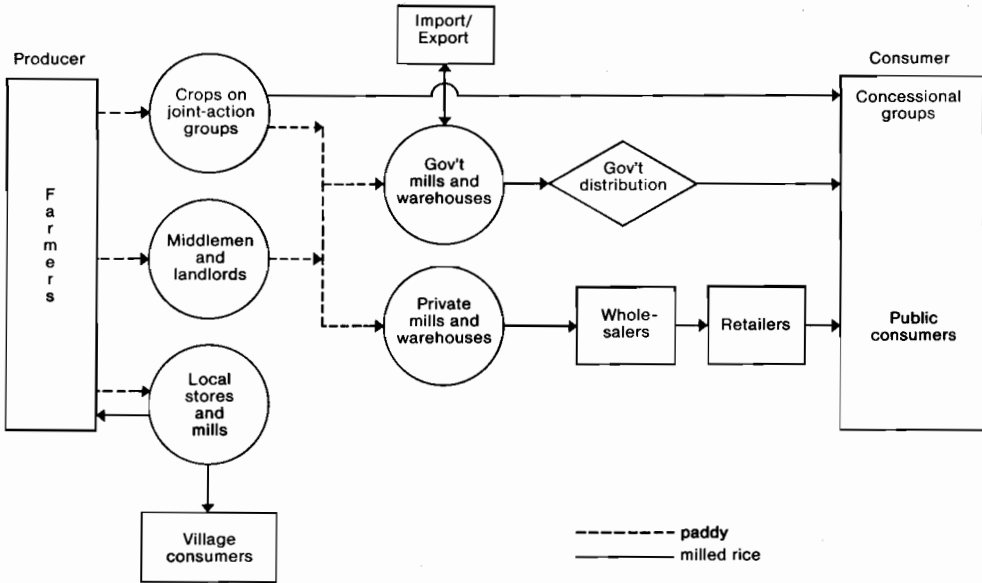 Import/
Export
Producer
Consumer
Crops on
joint-action
groups
Concessional
groups
Gov't
mills and
warehouses
Gov't
distribution
Farmers
Middlemen
and
landlords
Private
mills and
warehouses
Whole-
salers
Retailers
Public
consumers
Local
stores
and
mills
Village
consumers
paddy
milled rice